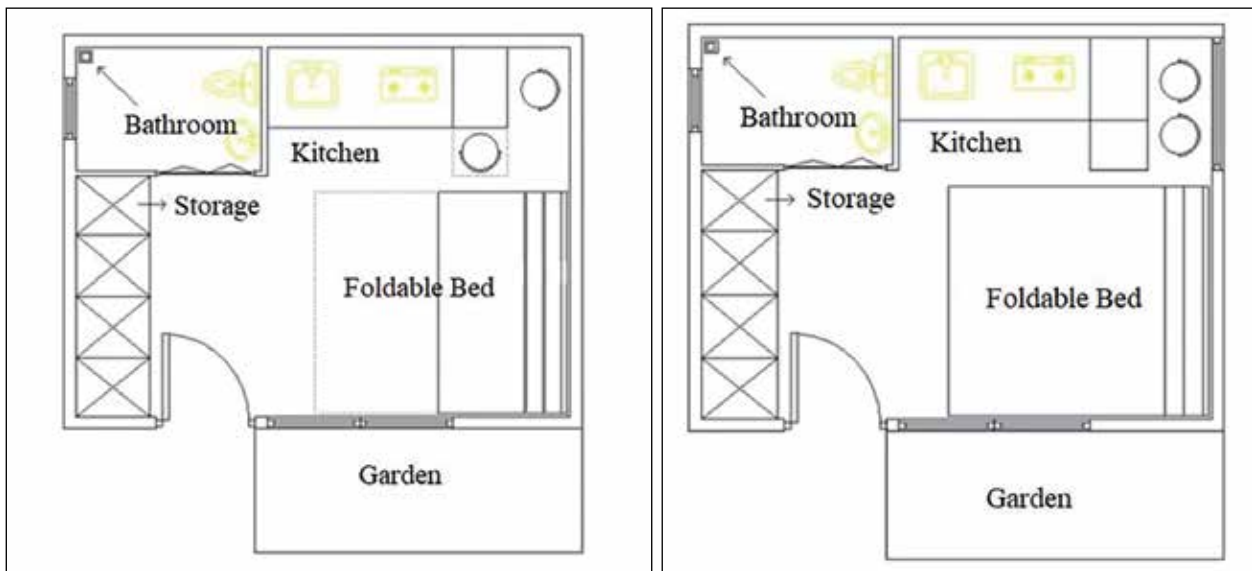 Bathroom
Kitchen
Storage
Foldable Bed
Garden
Bathroom
Kitchen
Storage
Foldable Bed
Garden